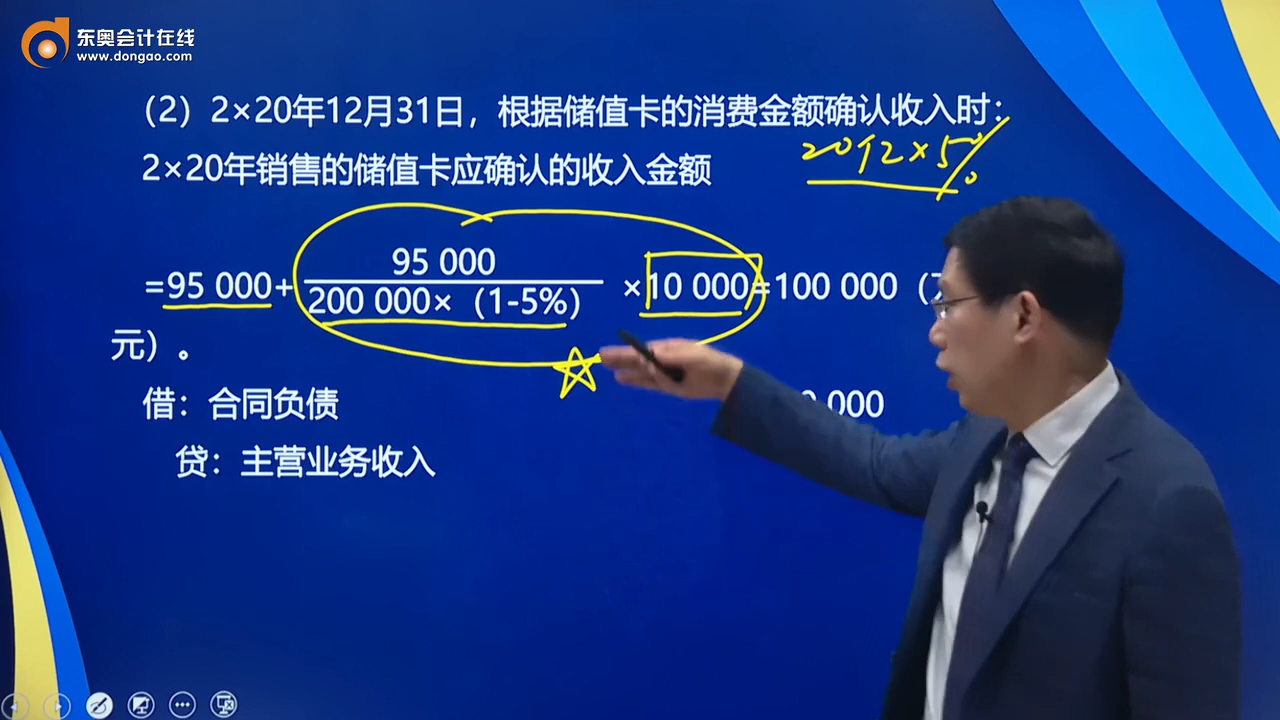 东奥会计在线
www.dongao.com
（2）2×20年12月31日，根据储值卡的消费金额确认收入时：
2×20年销售的储值卡应确认的收入金额
=95 000+ 95 000 / 200 000×（1-5%） ×10 000=100 000（
元）。
借：合同负债 0 000
贷：主营业务收入